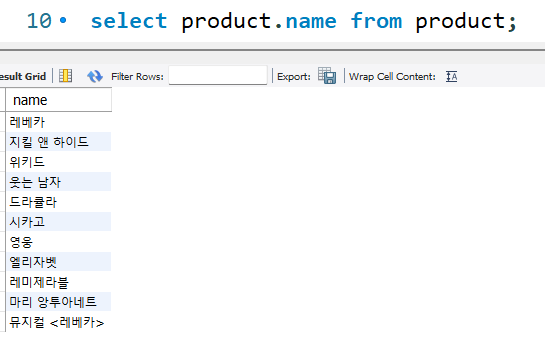 10 select product.name from product;
esult Grid Filter Rows: Export: Wrap Cell Content: IA
name
레베카
지킬 앤 하이드
위키드
웃는 남자
드라큘라
시카고
영웅
엘리자벳
레미제라블
마리 앙투아네트
뮤지컬 <레베카>